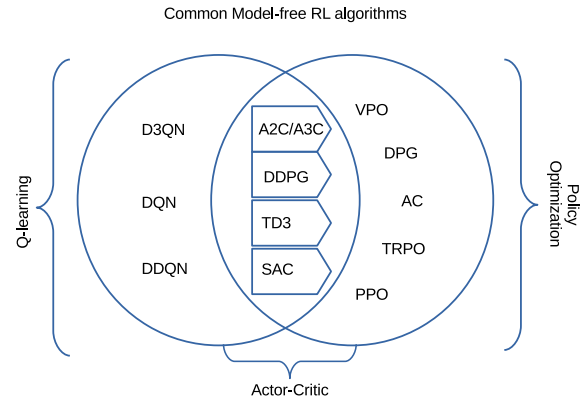 Common Model-free RL algorithms
Q-learning
D3QN
DQN
DDQN
A2C/A3C
DDPG
TD3
SAC
VPO
DPG
AC
TRPO
PPO
Policy
Optimization
Actor-Critic